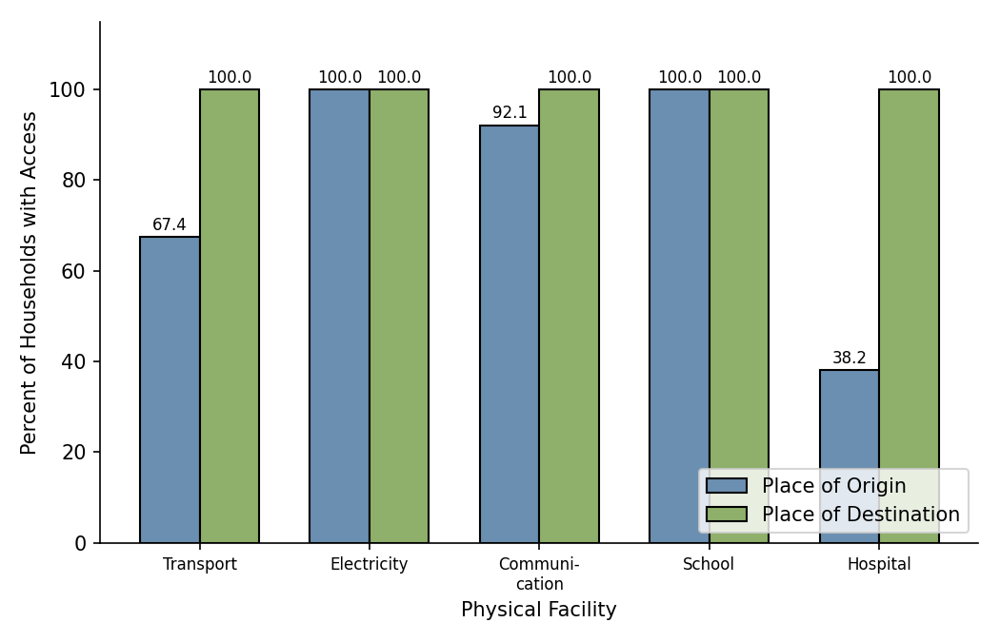 100.0
100.0 100.0
100.0
100.0 100.0
100.0
92.1
67.4
38.2
Percent of Households with Access
100
80
60
40
20
0
Place of Origin
Place of Destination
Transport
Electricity
Communi-
cation
School
Hospital
Physical Facility